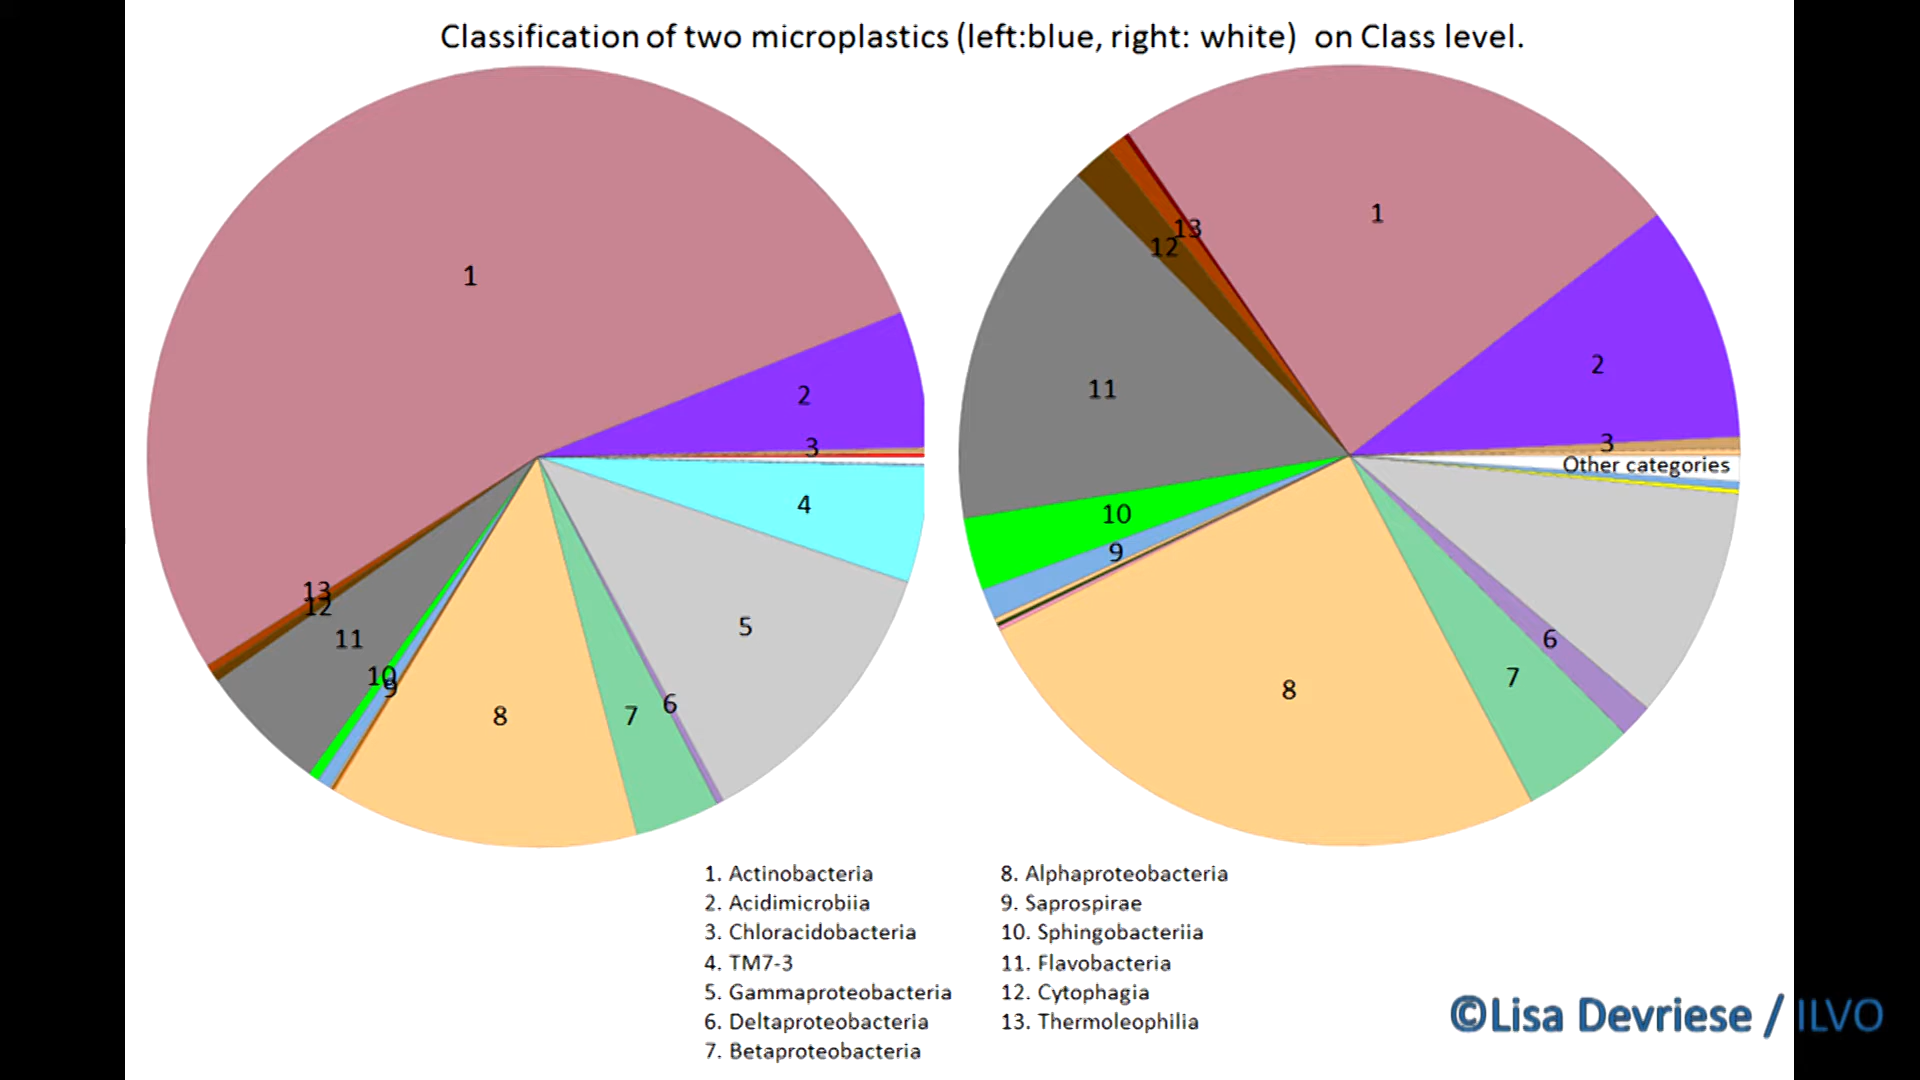 Classification of two microplastics (left:blue, right: white) on Class level.
1
2
3
4
5
6
7
8
9
10
11
12
13
1
2
3
Other categories
6
7
8
9
10
11
12
13
1. Actinobacteria
2. Acidimicrobiia
3. Chloracidobacteria
4. TM7-3
5. Gammaproteobacteria
6. Deltaproteobacteria
7. Betaproteobacteria
8. Alphaproteobacteria
9. Saprospirae
10. Sphingobacteriia
11. Flavobacteria
12. Cytophagia
13. Thermoleophilia
©Lisa Devriese / ILVO